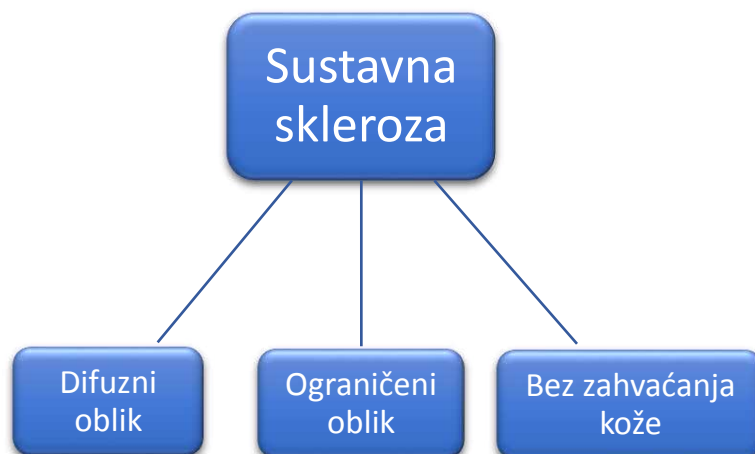 Sustavna
skleroza
Difuzni
oblik
Ograničeni
oblik
Bez zahvaćanja
kože